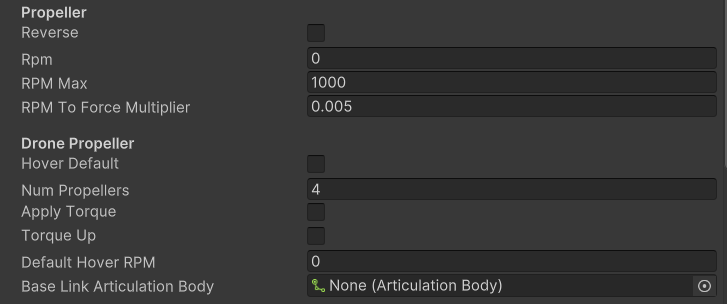 Propeller
Reverse
Rpm 0
RPM Max 1000
RPM To Force Multiplier 0.005
Drone Propeller
Hover Default
Num Propellers 4
Apply Torque
Torque Up
Default Hover RPM 0
Base Link Articulation Body None (Articulation Body)